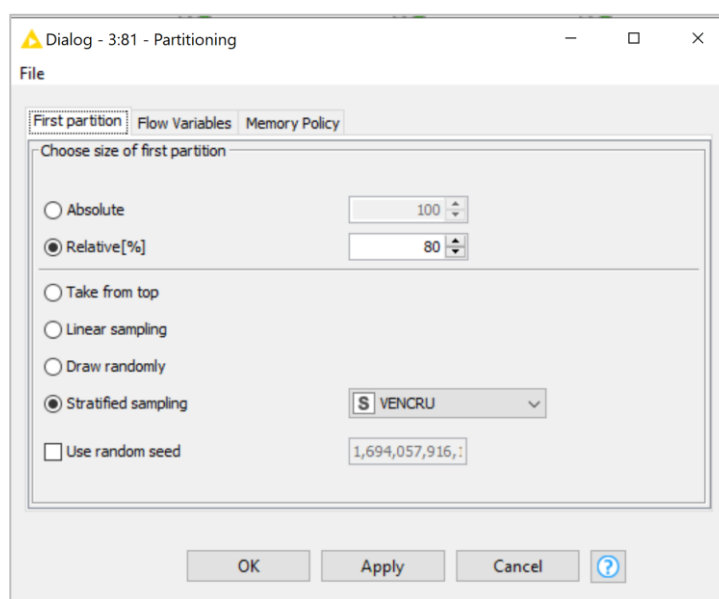 Dialog - 3:81 - Partitioning
File
First partition Flow Variables Memory Policy
Choose size of first partition
Absolute 100
Relative[%] 80
Take from top
Linear sampling
Draw randomly
Stratified sampling S VENCRU
Use random seed 1,694,057,916,
OK Apply Cancel ?